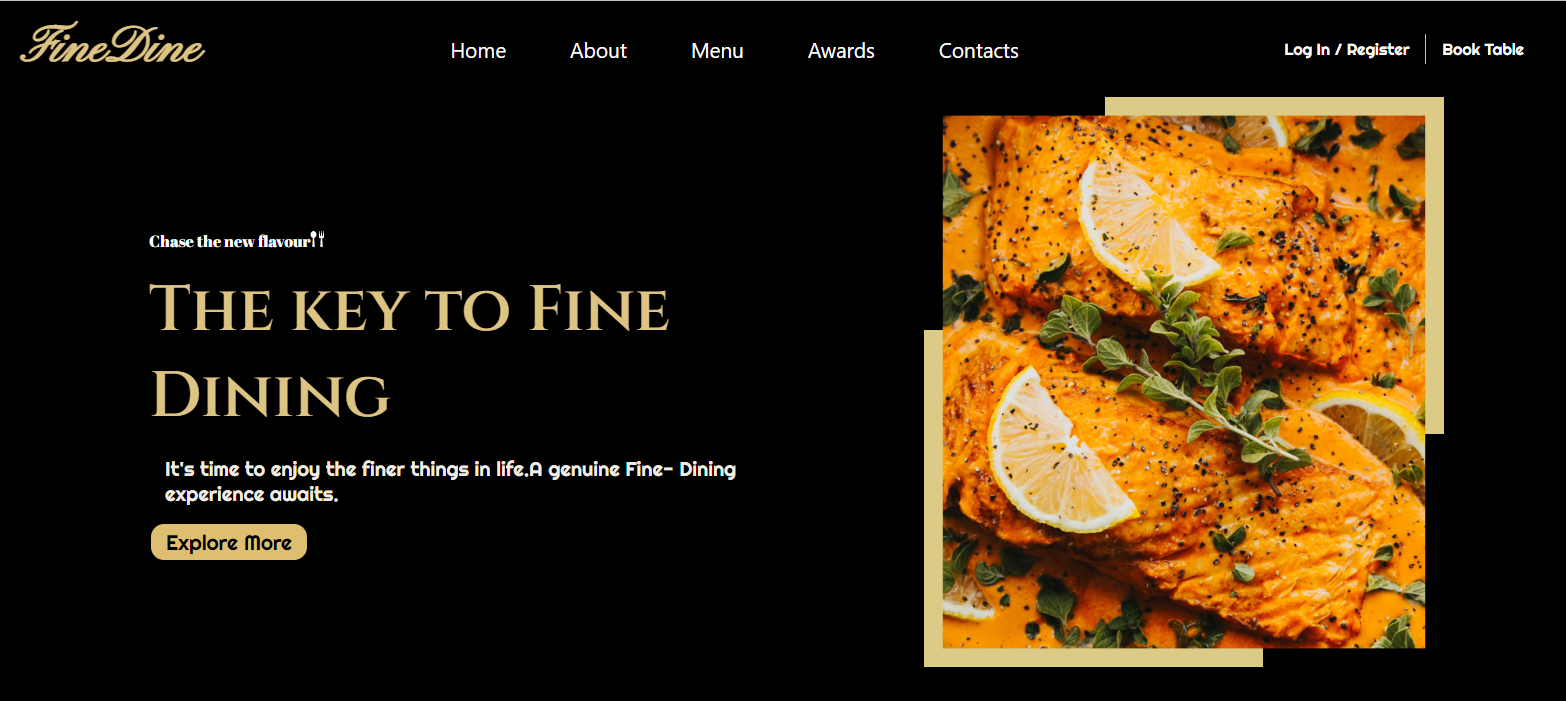 FineDine
Home About Menu Awards Contacts
Log In / Register Book Table
Chase the new flavour
The key to Fine
Dining
It's time to enjoy the finer things in life.A genuine Fine- Dining
experience awaits.
Explore More